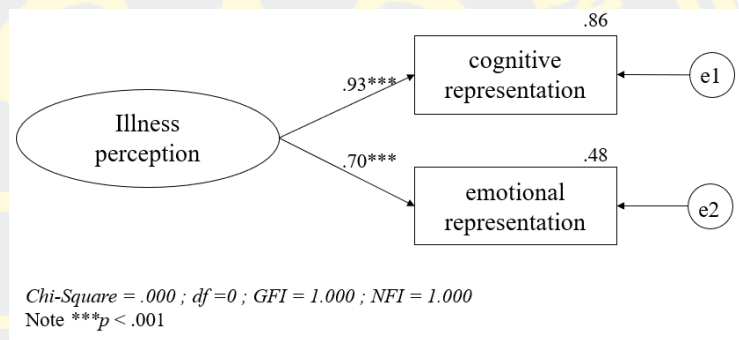 .86
cognitive
representation
e1
.93***
Illness
perception
.70***
.48
emotional
representation
e2
Chi-Square = .000 ; df =0 ; GFI = 1.000 ; NFI = 1.000
Note ***p < .001